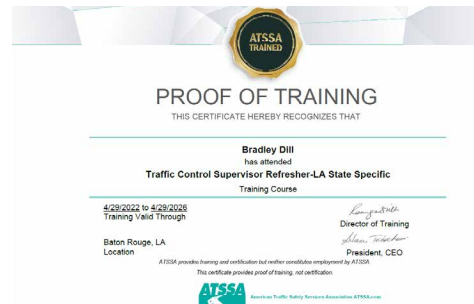 ATSSA
TRAINED
PROOF OF TRAINING
THIS CERTIFICATE HEREBY RECOGNIZES THAT
Bradley Dill
has attended
Traffic Control Supervisor Refresher-LA State Specific
Training Course
4/29/2022 to 4/29/2026
Training Valid Through
Director of Training
Baton Rouge, LA
Location
President, CEO
ATSSA provides training and certification but neither constitutes employment by ATSSA.
This certificate provides proof of training, not certification.
ATSSA
American Traffic Safety Services Association ATSSA.com